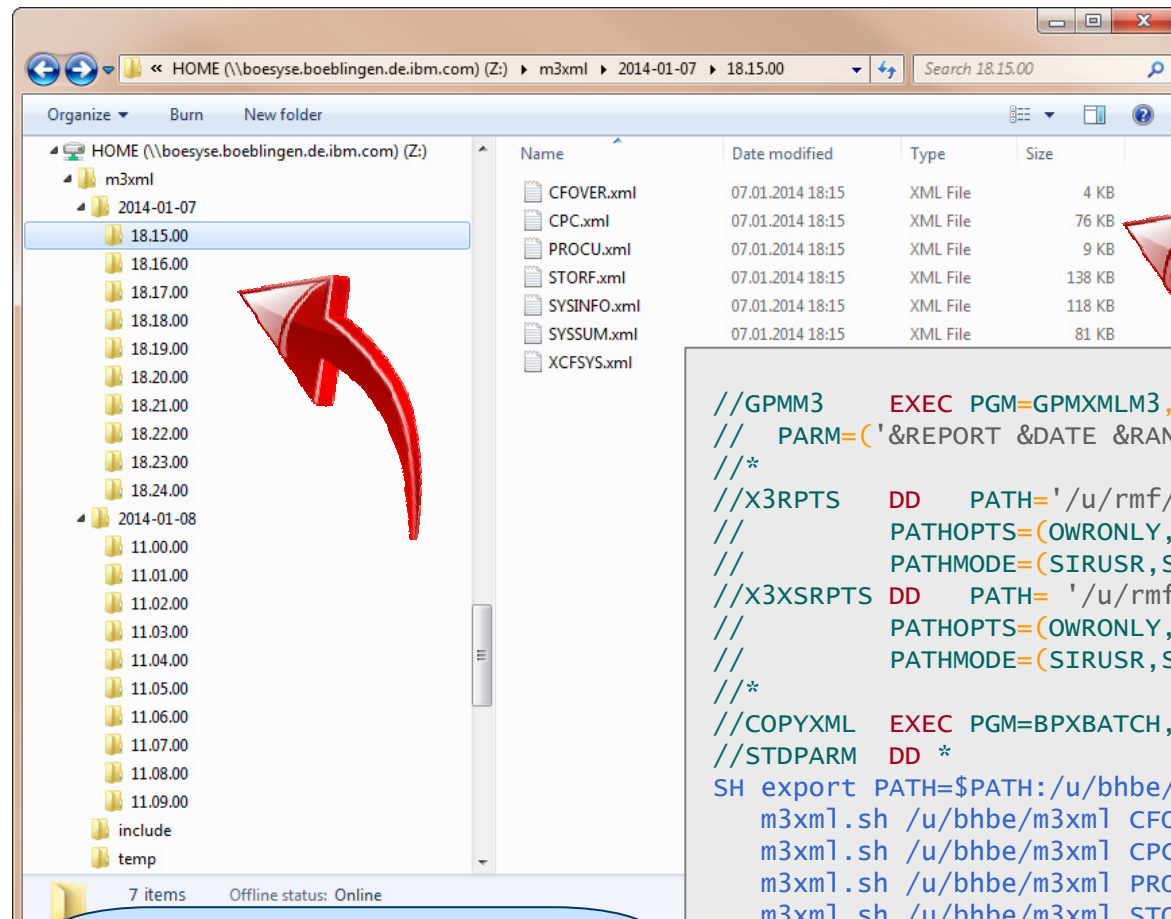 « HOME (\\boesyse.boeblingen.de.ibm.com) (Z:) ▸ m3xml ▸ 2014-01-07 ▸ 18.15.00
Search 18.15.00
Organize Burn New folder
HOME (\\boesyse.boeblingen.de.ibm.com) (Z:)
m3xml
2014-01-07
18.15.00
18.16.00
18.17.00
18.18.00
18.19.00
18.20.00
18.21.00
18.22.00
18.23.00
18.24.00
2014-01-08
11.00.00
11.01.00
11.02.00
11.03.00
11.04.00
11.05.00
11.06.00
11.07.00
11.08.00
11.09.00
include
temp
Name Date modified Type Size
CFOVER.xml 07.01.2014 18:15 XML File 4 KB
CPC.xml 07.01.2014 18:15 XML File 76 KB
PROCU.xml 07.01.2014 18:15 XML File 9 KB
STORF.xml 07.01.2014 18:15 XML File 138 KB
SYSINFO.xml 07.01.2014 18:15 XML File 118 KB
SYSSUM.xml 07.01.2014 18:15 XML File 81 KB
XCFSYS.xml
7 items Offline status: Online
//GPMM3 EXEC PGM=GPMXMLM3,
// PARM=('&REPORT &DATE &RAN
//*
//X3RPTS DD PATH='/u/rmf/
// PATHOPTS=(OWRONLY,
// PATHMODE=(SIRUSR,S
//X3XSRPTS DD PATH= '/u/rmf
// PATHOPTS=(OWRONLY,
// PATHMODE=(SIRUSR,S
//*
//COPYXML EXEC PGM=BPXBATCH,
//STDPARM DD *
SH export PATH=$PATH:/u/bhbe/
m3xml.sh /u/bhbe/m3xml CFO
m3xml.sh /u/bhbe/m3xml CPC
m3xml.sh /u/bhbe/m3xml PRO
m3xml.sh /u/bhbe/m3xml STO